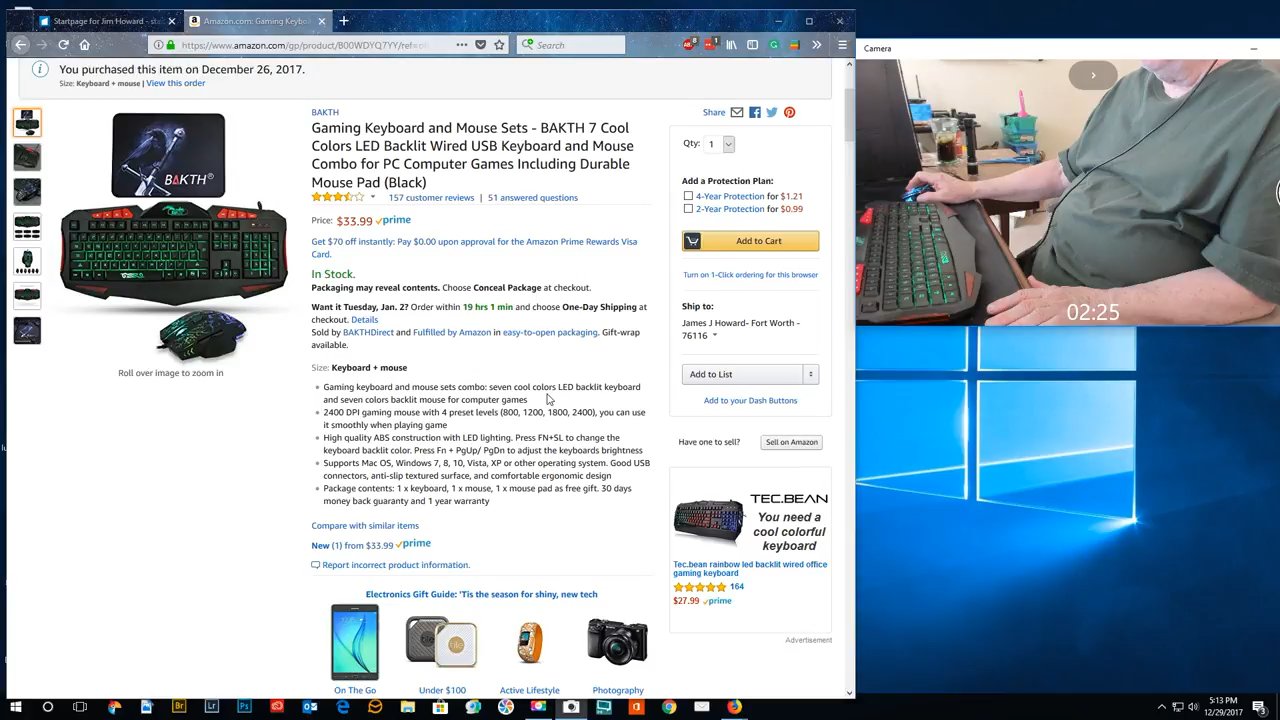 Startpage for Jim Howard - sta
Amazon.com: Gaming Keybo
https://www.amazon.com/gp/product/B00WDYQ7YY/ref=o
Search
You purchased this item on December 26, 2017.
Size: Keyboard + mouse | View this order
Camera
BAKTH
Share
Gaming Keyboard and Mouse Sets - BAKTH 7 Cool
Colors LED Backlit Wired USB Keyboard and Mouse
Combo for PC Computer Games Including Durable
Mouse Pad (Black)
157 customer reviews | 51 answered questions
Price: $33.99 prime
Get $70 off instantly: Pay $0.00 upon approval for the Amazon Prime Rewards Visa
Card.
In Stock.
Packaging may reveal contents. Choose Conceal Package at checkout.
Want it Tuesday, Jan. 2? Order within 19 hrs 1 min and choose One-Day Shipping at
checkout. Details
Sold by BAKTHDirect and Fulfilled by Amazon in easy-to-open packaging. Gift-wrap
available.
Size: Keyboard + mouse
Gaming keyboard and mouse sets combo: seven cool colors LED backlit keyboard
and seven colors backlit mouse for computer games
2400 DPI gaming mouse with 4 preset levels (800, 1200, 1800, 2400), you can use
it smoothly when playing game
High quality ABS construction with LED lighting. Press FN+SL to change the
keyboard backlit color. Press Fn + PgUp/ PgDn to adjust the keyboards brightness
Supports Mac OS, Windows 7, 8, 10, Vista, XP or other operating system. Good USB
connectors, anti-slip textured surface, and comfortable ergonomic design
Package contents: 1 x keyboard, 1 x mouse, 1 x mouse pad as free gift. 30 days
money back guaranty and 1 year warranty
Compare with similar items
New (1) from $33.99 prime
Report incorrect product information.
Electronics Gift Guide: 'Tis the season for shiny, new tech
On The Go
Under $100
Active Lifestyle
Photography
BAKTH®
Roll over image to zoom in
Qty: 1
Add a Protection Plan:
4-Year Protection for $1.21
2-Year Protection for $0.99
Add to Cart
Turn on 1-Click ordering for this browser
Ship to:
James J Howard- Fort Worth -
76116
Add to List
Add to your Dash Buttons
Have one to sell? Sell on Amazon
TEC.BEAN
You need a
cool colorful
keyboard
Tec.bean rainbow led backlit wired office
gaming keyboard
164
$27.99 prime
Advertisement
02:25
Br
Lr
Ps
5:13 PM
12/29/2017